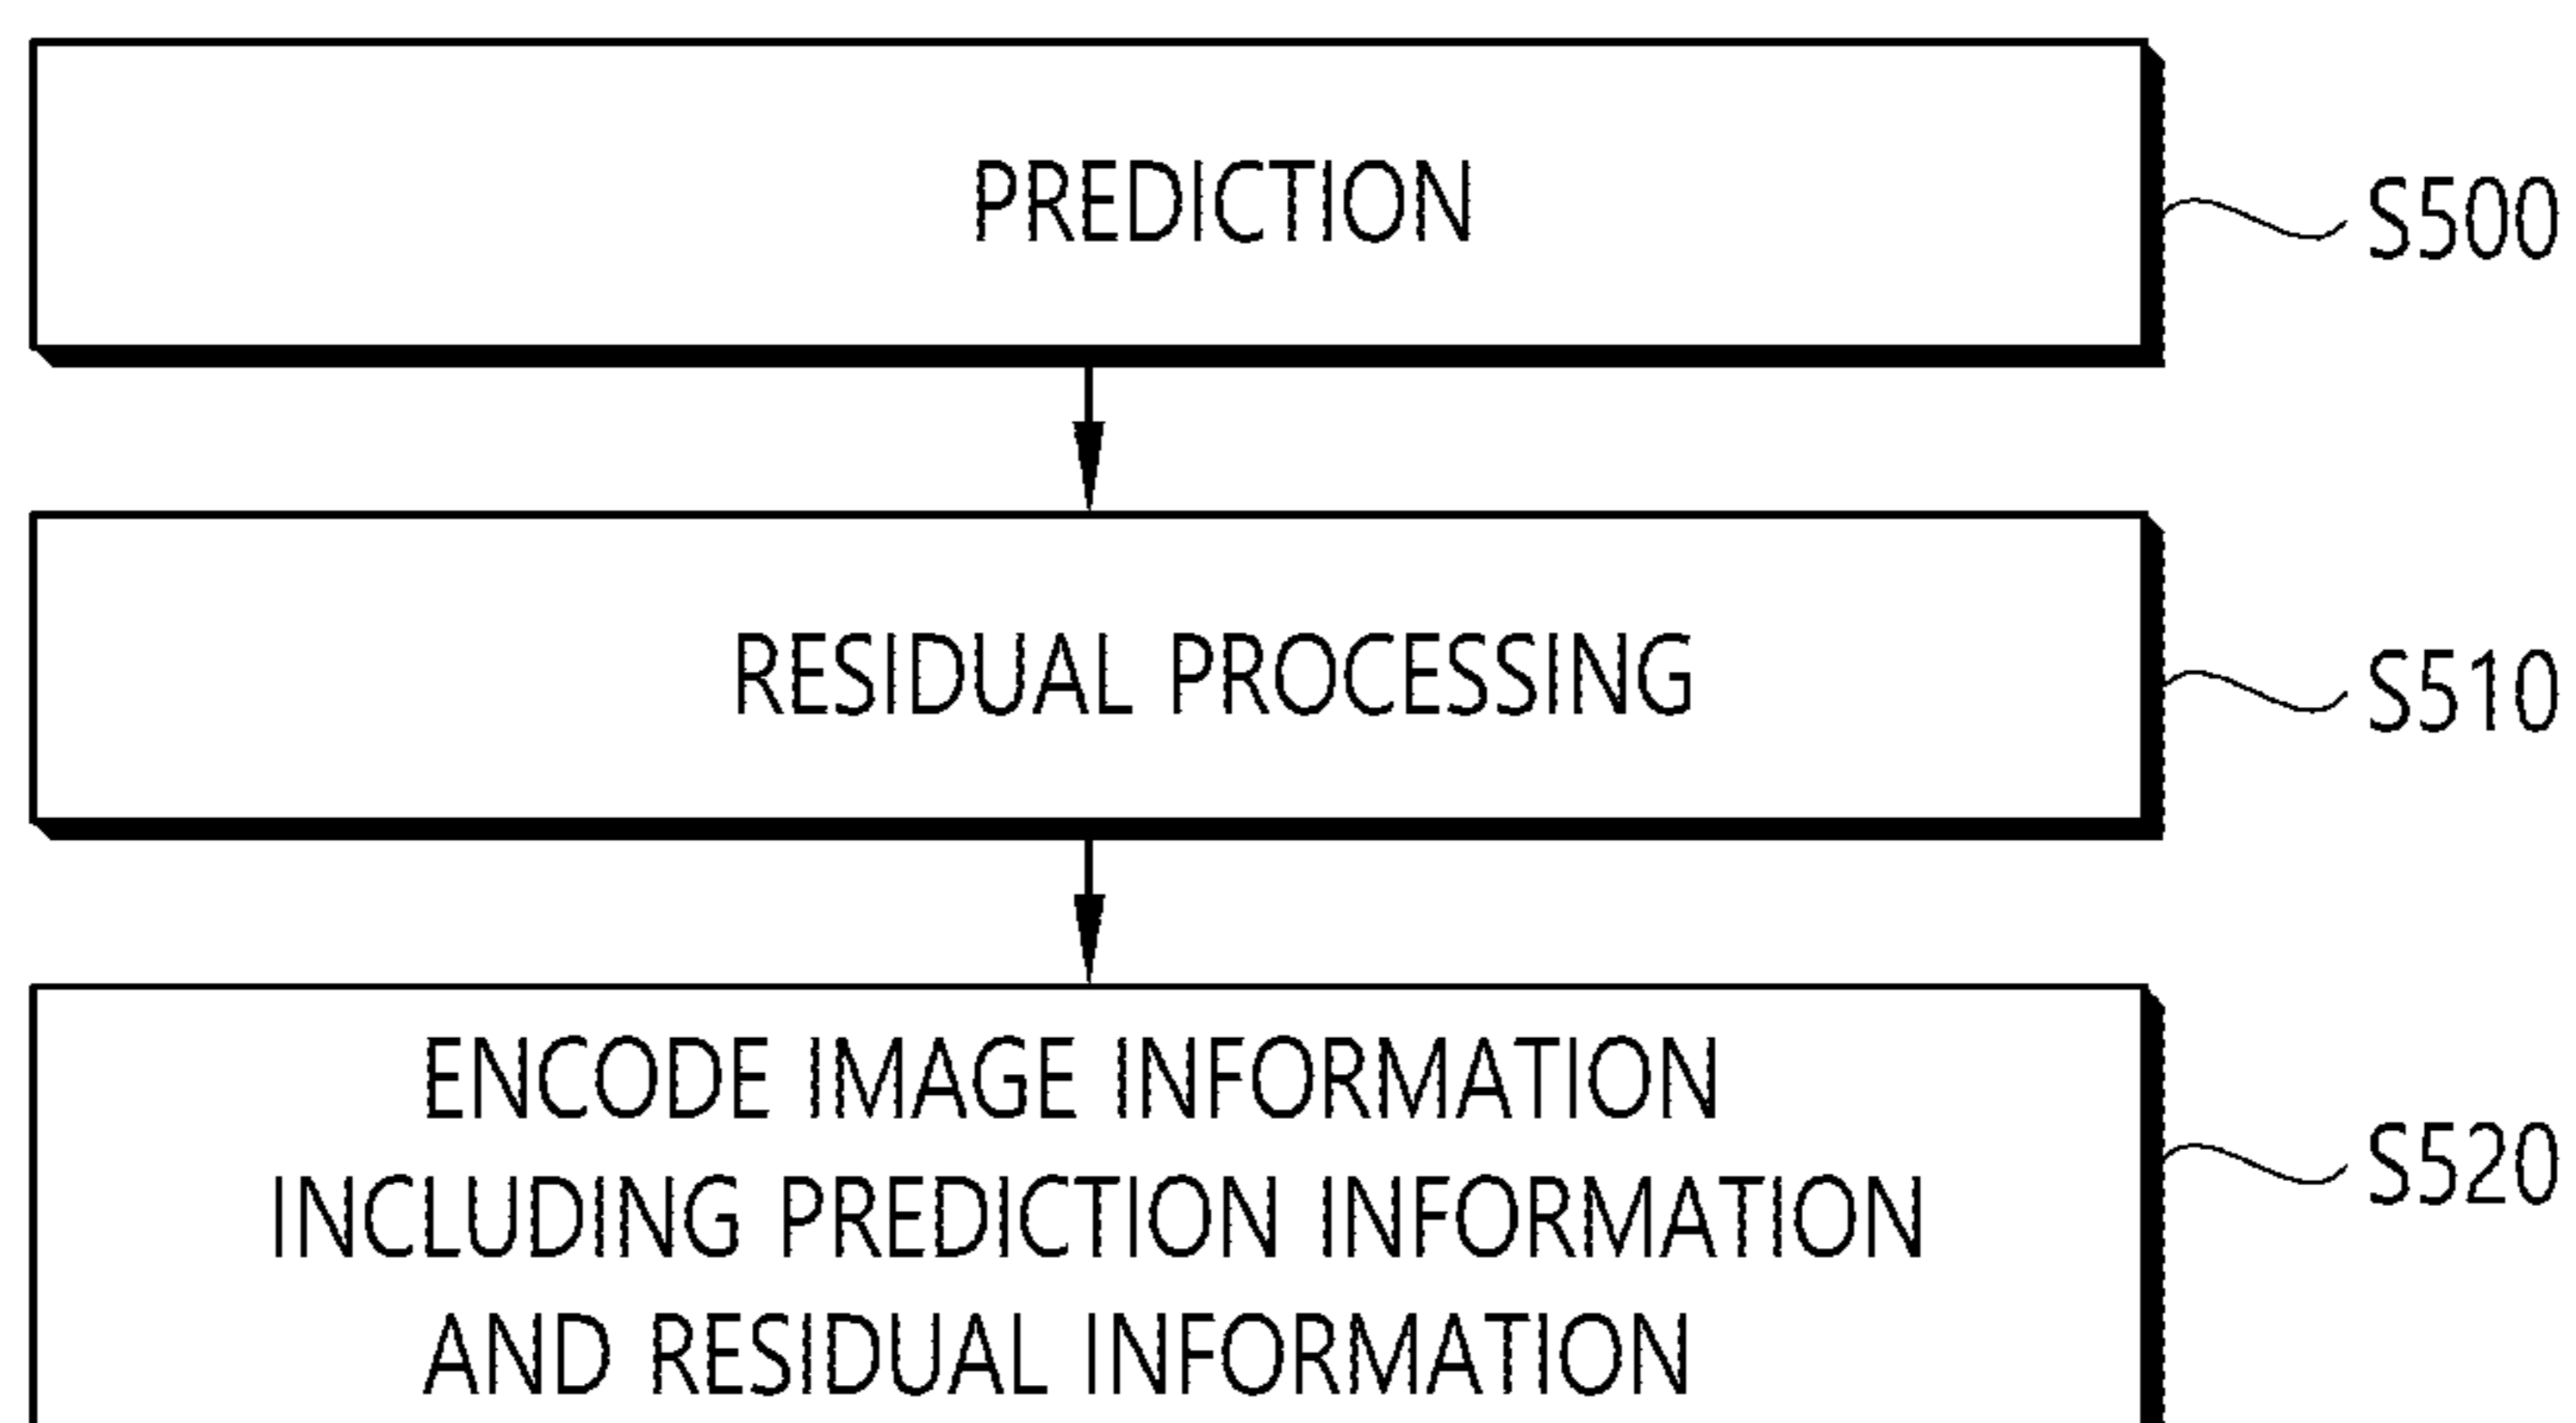 PREDICTION
S500
RESIDUAL PROCESSING
S510
ENCODE IMAGE INFORMATION
INCLUDING PREDICTION INFORMATION
AND RESIDUAL INFORMATION
S520